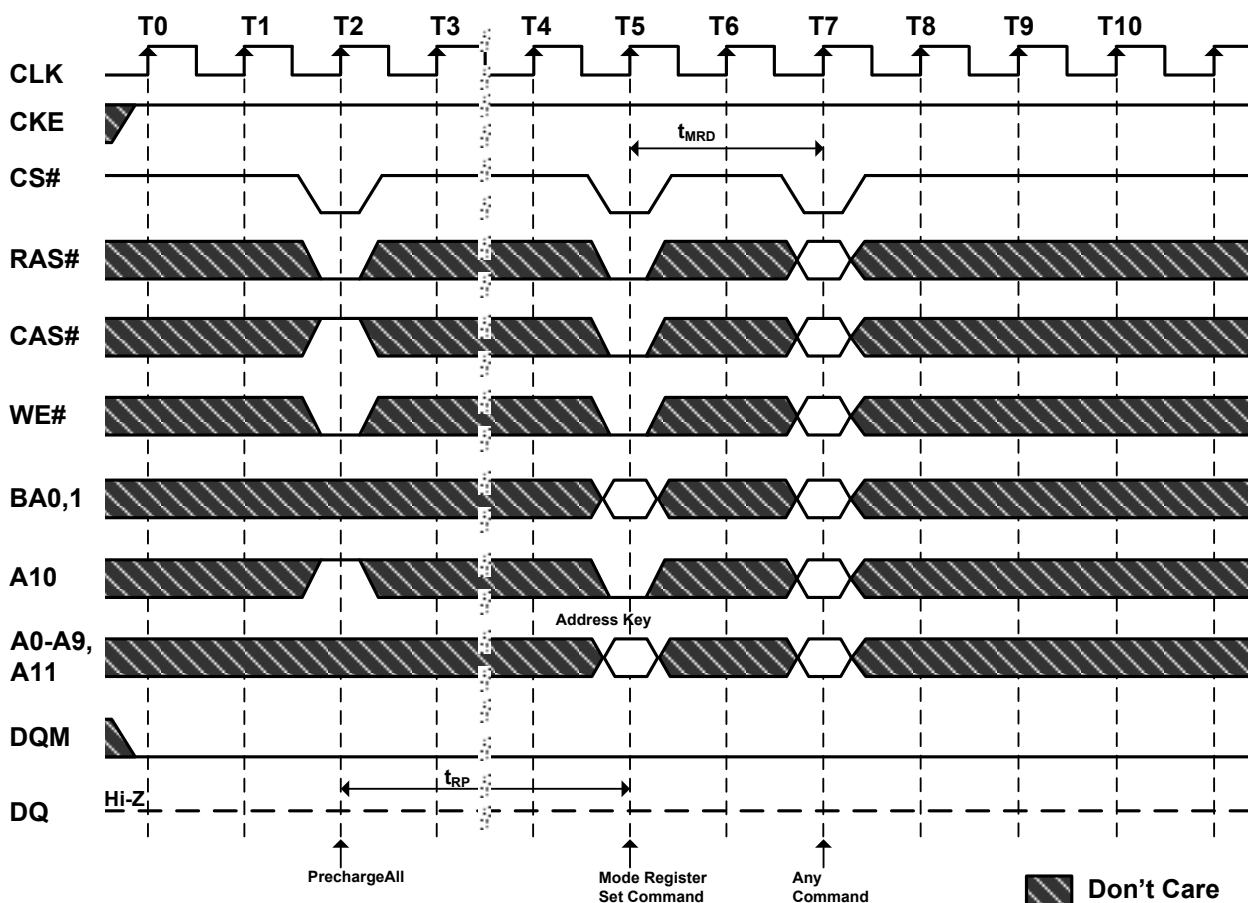 T0 T1 T2 T3 T4 T5 T6 T7 T8 T9 T10
CLK
CKE
tMRD
CS#
RAS#
CAS#
WE#
BA0,1
A10
Address Key
A0-A9,
A11
DQM
tRP
Hi-Z
DQ
PrechargeAll
Mode Register
Set Command
Any
Command
Don't Care